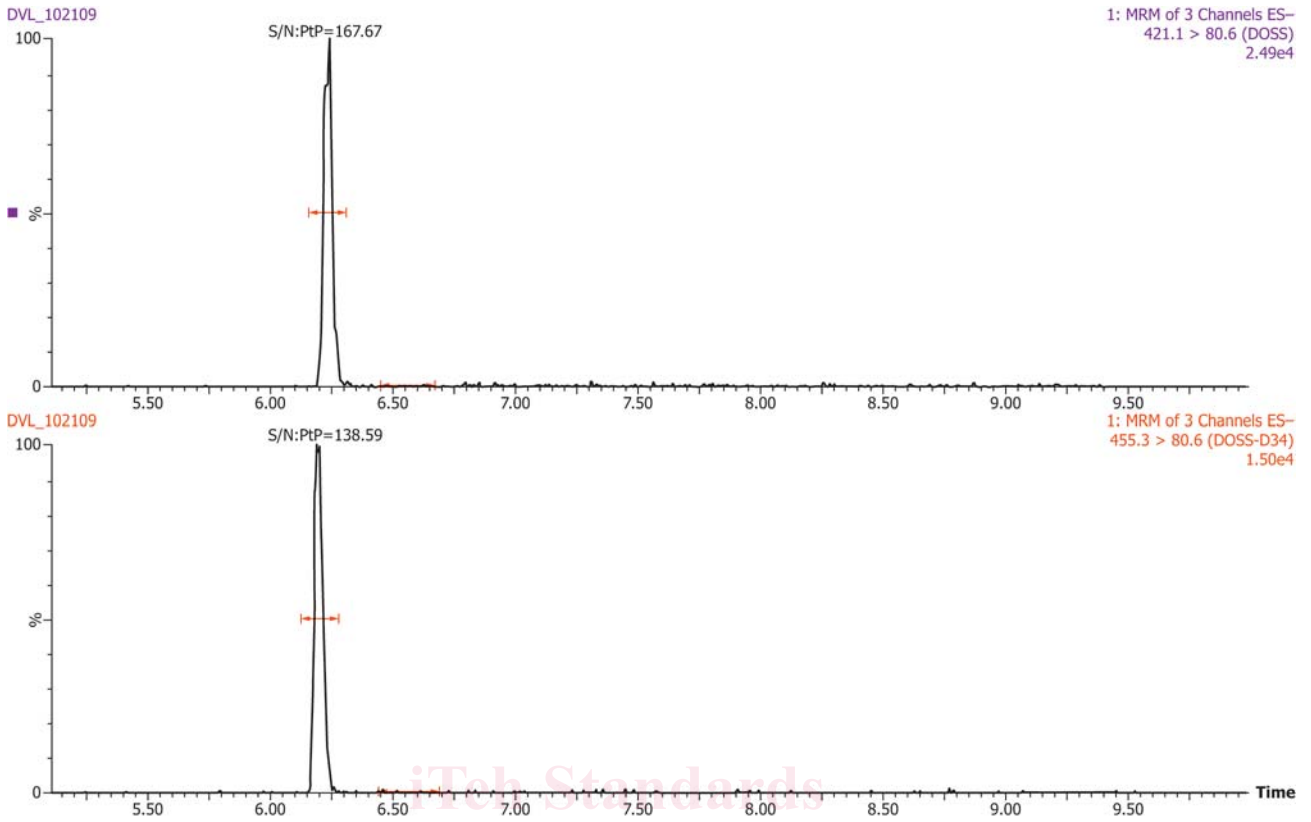 DVL_102109
1: MRM of 3 Channels ES–
421.1 > 80.6 (DOSS)
2.49e4
S/N:PtP=167.67
100
%
0
5.50 6.00 6.50 7.00 7.50 8.00 8.50 9.00 9.50
DVL_102109
1: MRM of 3 Channels ES–
455.3 > 80.6 (DOSS-D34)
1.50e4
S/N:PtP=138.59
100
%
0
5.50 6.00 6.50 7.00 7.50 8.00 8.50 9.00 9.50
Time
iTeh Standards